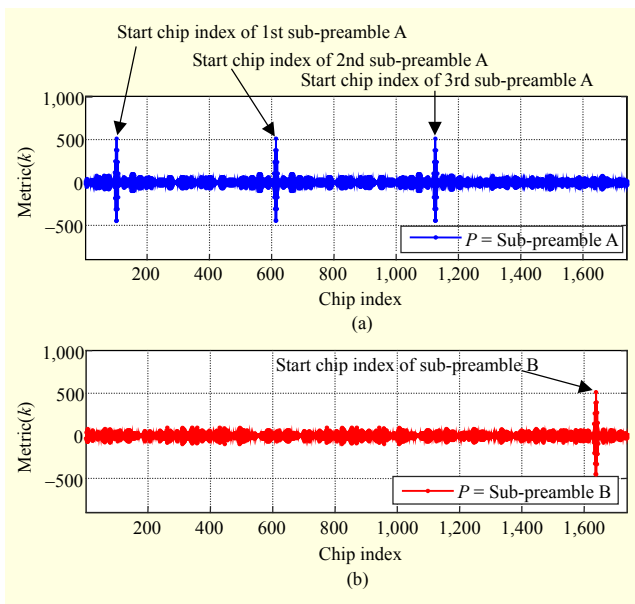 Start chip index of 1st sub-preamble A
Start chip index of 2nd sub-preamble A
Start chip index of 3rd sub-preamble A
1,000
500
0
−500
Metric(k)
P = Sub-preamble A
200 400 600 800 1,000 1,200 1,400 1,600
Chip index
(a)
1,000
Start chip index of sub-preamble B
500
0
−500
Metric(k)
P = Sub-preamble B
200 400 600 800 1,000 1,200 1,400 1,600
Chip index
(b)